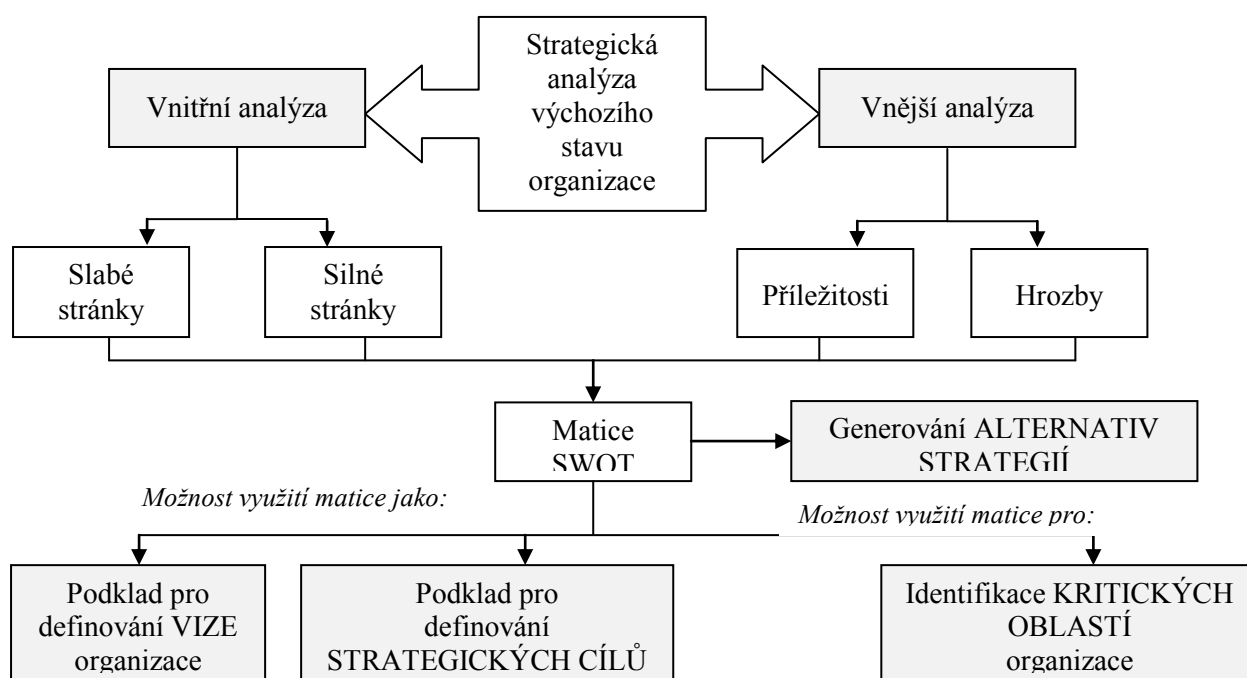 Strategická
analýza
výchozího
stavu
organizace
Vnitřní analýza
Vnější analýza
Slabé
stránky
Silné
stránky
Příležitosti
Hrozby
Matice
SWOT
Generování ALTERNATIV
STRATEGIÍ
Možnost využití matice jako:
Možnost využití matice pro:
Podklad pro
definování VIZE
organizace
Podklad pro
definování
STRATEGICKÝCH CÍLŮ
Identifikace KRITICKÝCH
OBLASTÍ
organizace